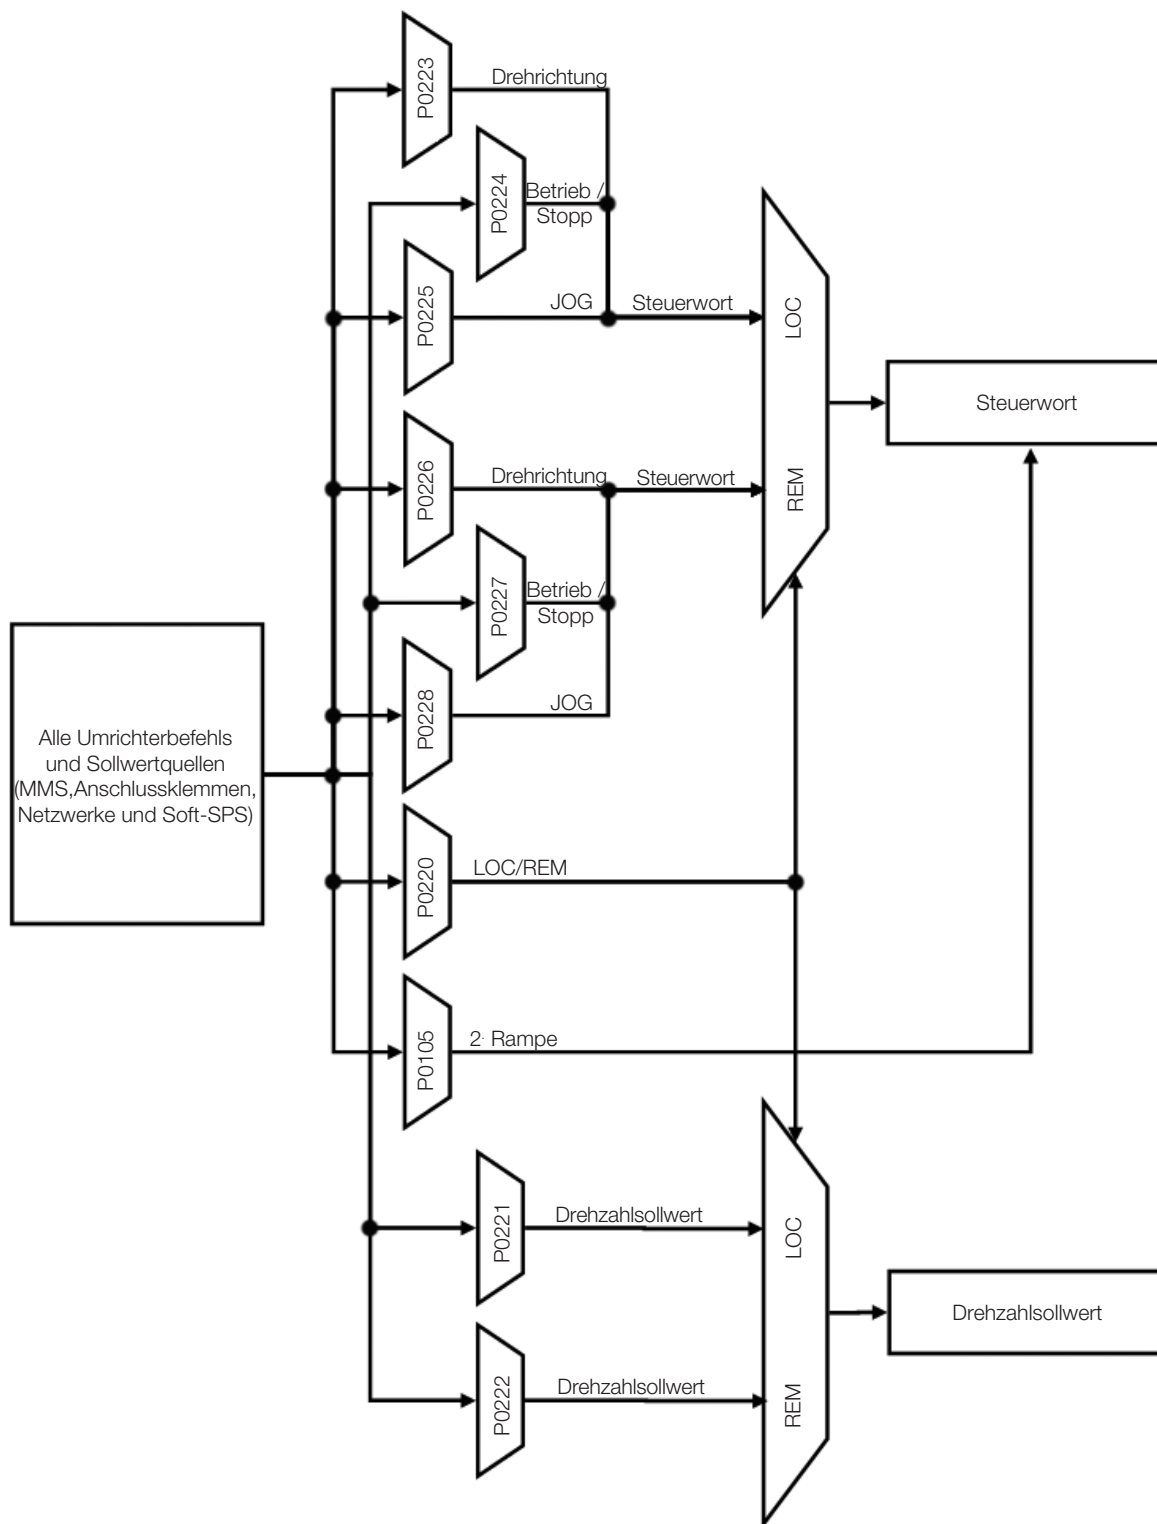 P0223
Drehrichtung
P0224
Betrieb /
Stopp
P0225
JOG
Steuerwort
LOC
REM
Steuerwort
P0226
Drehrichtung
Steuerwort
P0227
Betrieb /
Stopp
P0228
JOG
Alle Umrichterbefehls
und Sollwertquellen
(MMS,Anschlussklemmen,
Netzwerke und Soft-SPS)
P0220
LOC/REM
P0105
2. Rampe
P0221
Drehzahlsollwert
LOC
REM
Drehzahlsollwert
P0222
Drehzahlsollwert